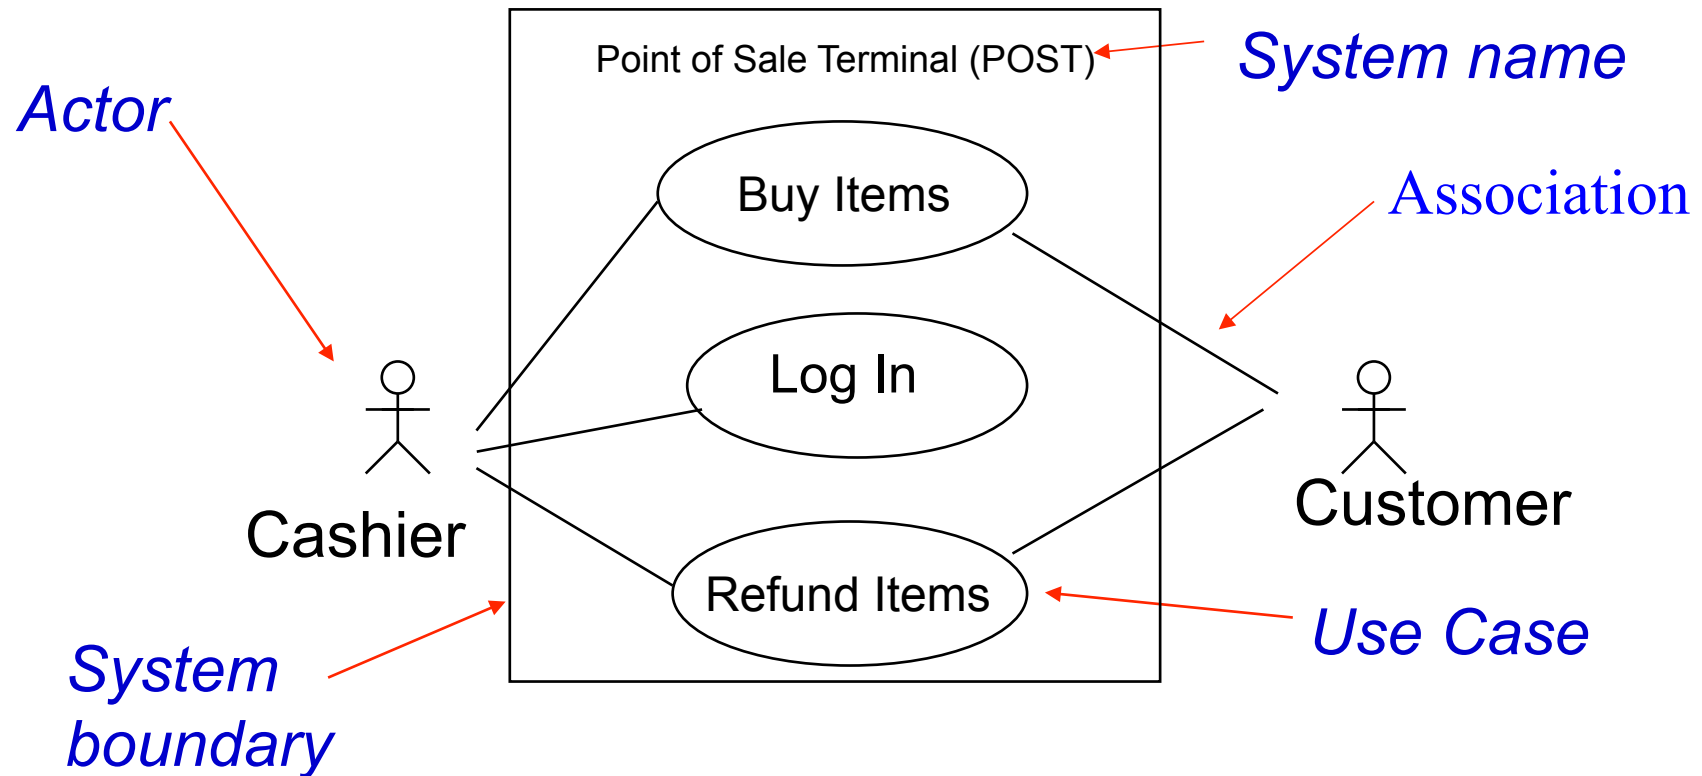 Point of Sale Terminal (POST)
System name
Actor
Buy Items
Association
Log In
Cashier
Customer
Refund Items
Use Case
System
boundary